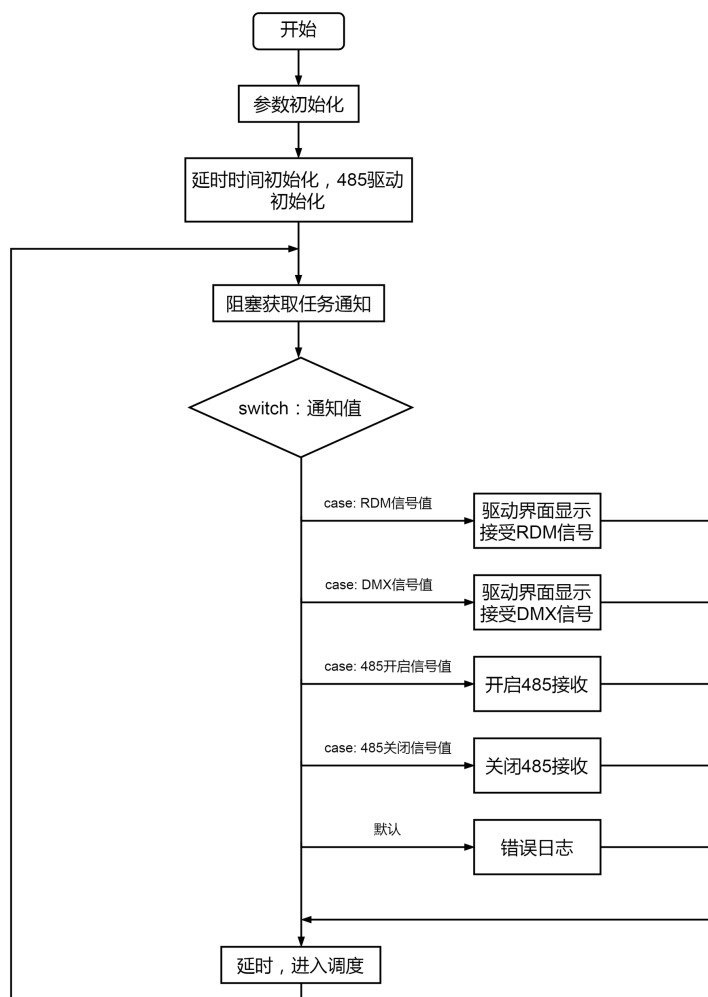 开始
参数初始化
延时时间初始化，485驱动
初始化
阻塞获取任务通知
switch：通知值
case: RDM信号值
驱动界面显示
接受RDM信号
case: DMX信号值
驱动界面显示
接受DMX信号
case: 485开启信号值
开启485接收
case: 485关闭信号值
关闭485接收
默认
错误日志
延时，进入调度